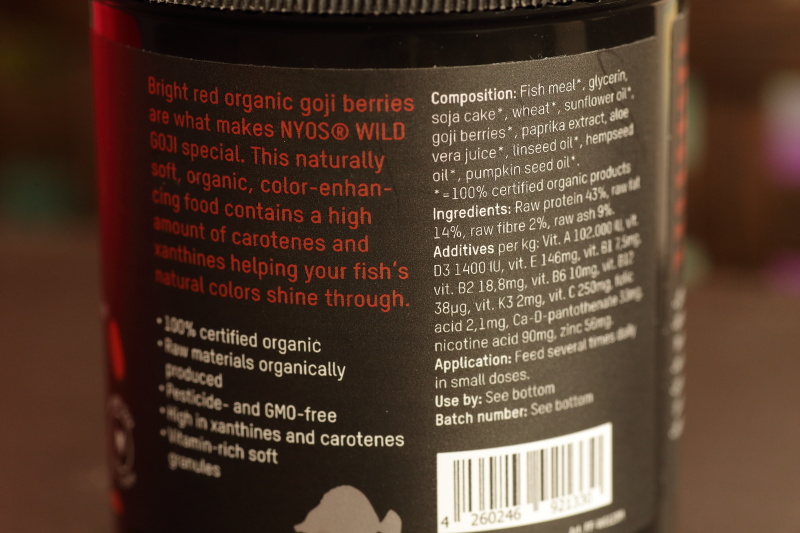 Bright red organic goji berries
are what makes NYOS® WILD
GOJI special. This naturally
soft, organic, color-enhan-
cing food contains a high
amount of carotenes and
xanthines helping your fish's
natural colors shine through.
• 100% certified organic
• Raw materials organically
produced
• Pesticide- and GMO-free
• High in xanthines and carotenes
• Vitamin-rich soft
granules
Composition: Fish meal*, glycerin,
soja cake*, wheat*, sunflower oil*,
goji berries*, paprika extract, aloe
vera juice*, linseed oil*, hempseed
oil*, pumpkin seed oil*.
*=100% certified organic products
Ingredients: Raw protein 43%, raw fat
14%, raw fibre 2%, raw ash 9%.
Additives per kg: Vit. A 102.000 IU, vit.
D3 1400 IU, vit. E 146mg, vit. B1 7,5mg,
vit. B2 18,8mg, vit. B6 10mg, vit. B12
38µg, vit. K3 2mg, vit. C 250mg, folic
acid 2,1mg, Ca-D-pantothenate 33mg,
nicotine acid 90mg, zinc 56mg.
Application: Feed several times daily
in small doses.
Use by: See bottom
Batch number: See bottom
4 260246